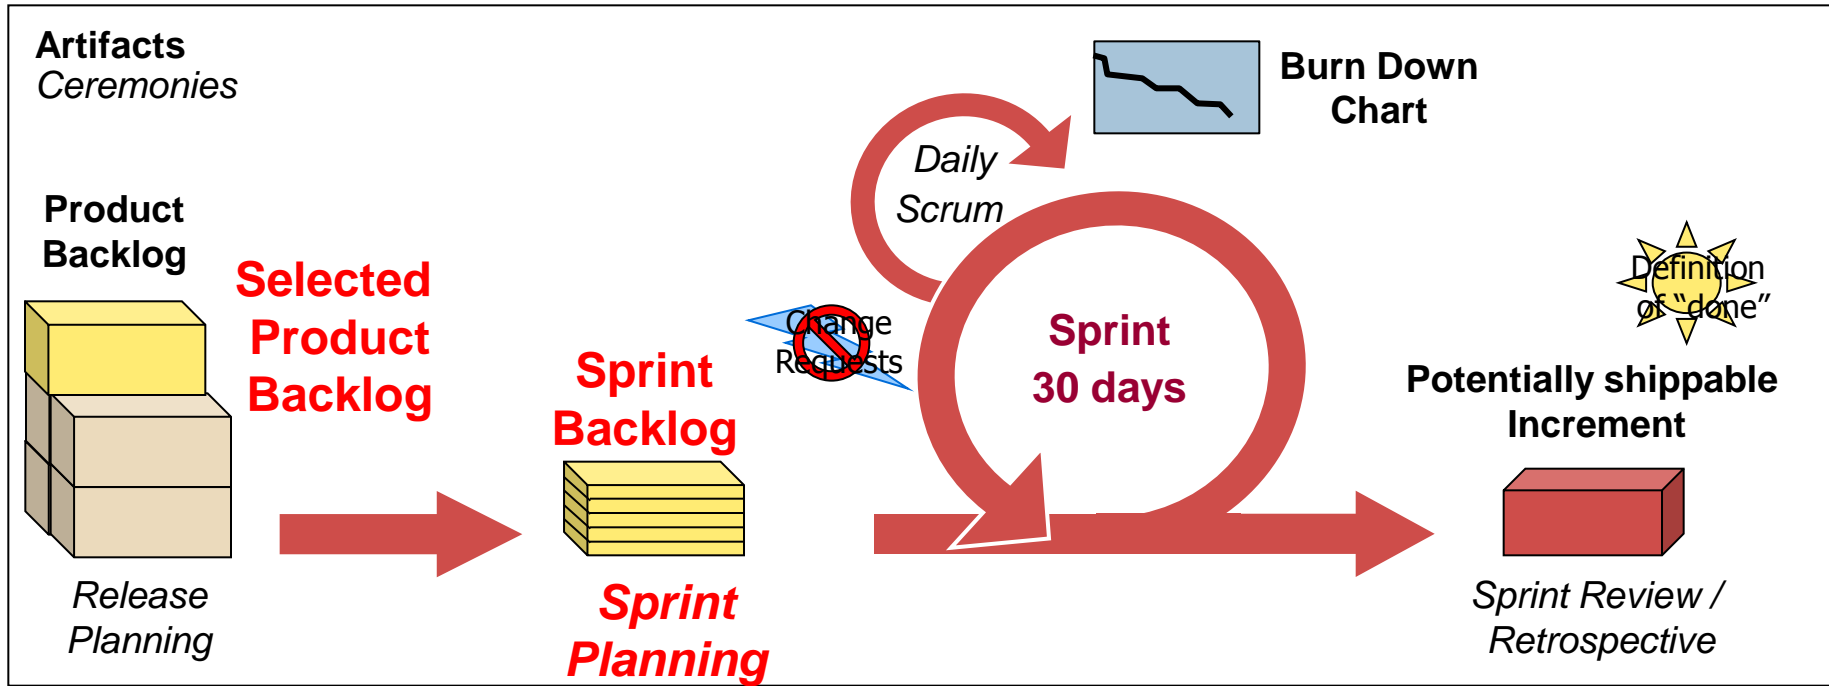 Artifacts
Ceremonies
Product
Backlog
Selected
Product
Backlog
Release
Planning
Sprint
Backlog
Sprint
Planning
Change
Requests
Daily
Scrum
Burn Down
Chart
Sprint
30 days
Definition
of “done”
Potentially shippable
Increment
Sprint Review /
Retrospective